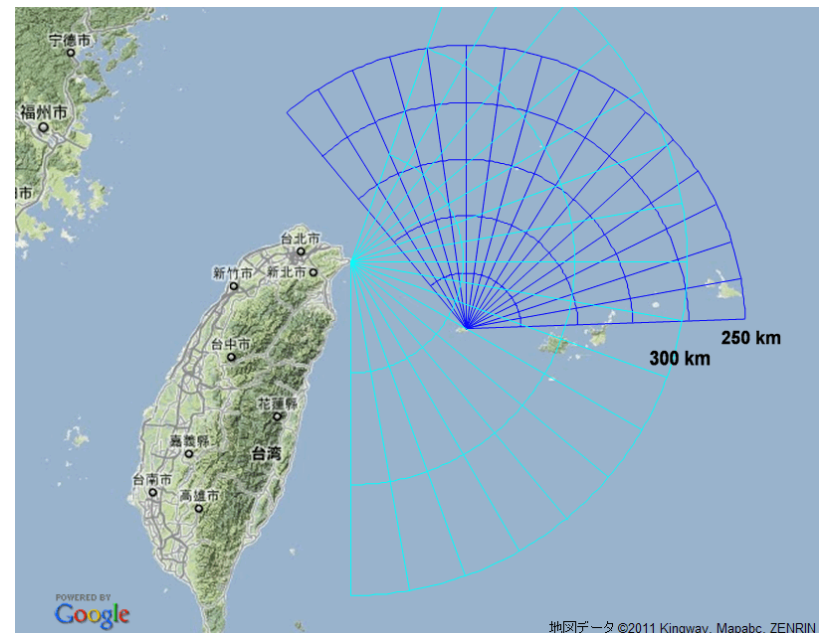 宁德市
福州市
市
台北市
新竹市
新北市
台中市
花蓮縣
嘉義縣
台湾
台南市
高雄市
250 km
300 km
POWERED BY
Google
地図データ ©2011 Kingway, Mapabc, ZENRIN